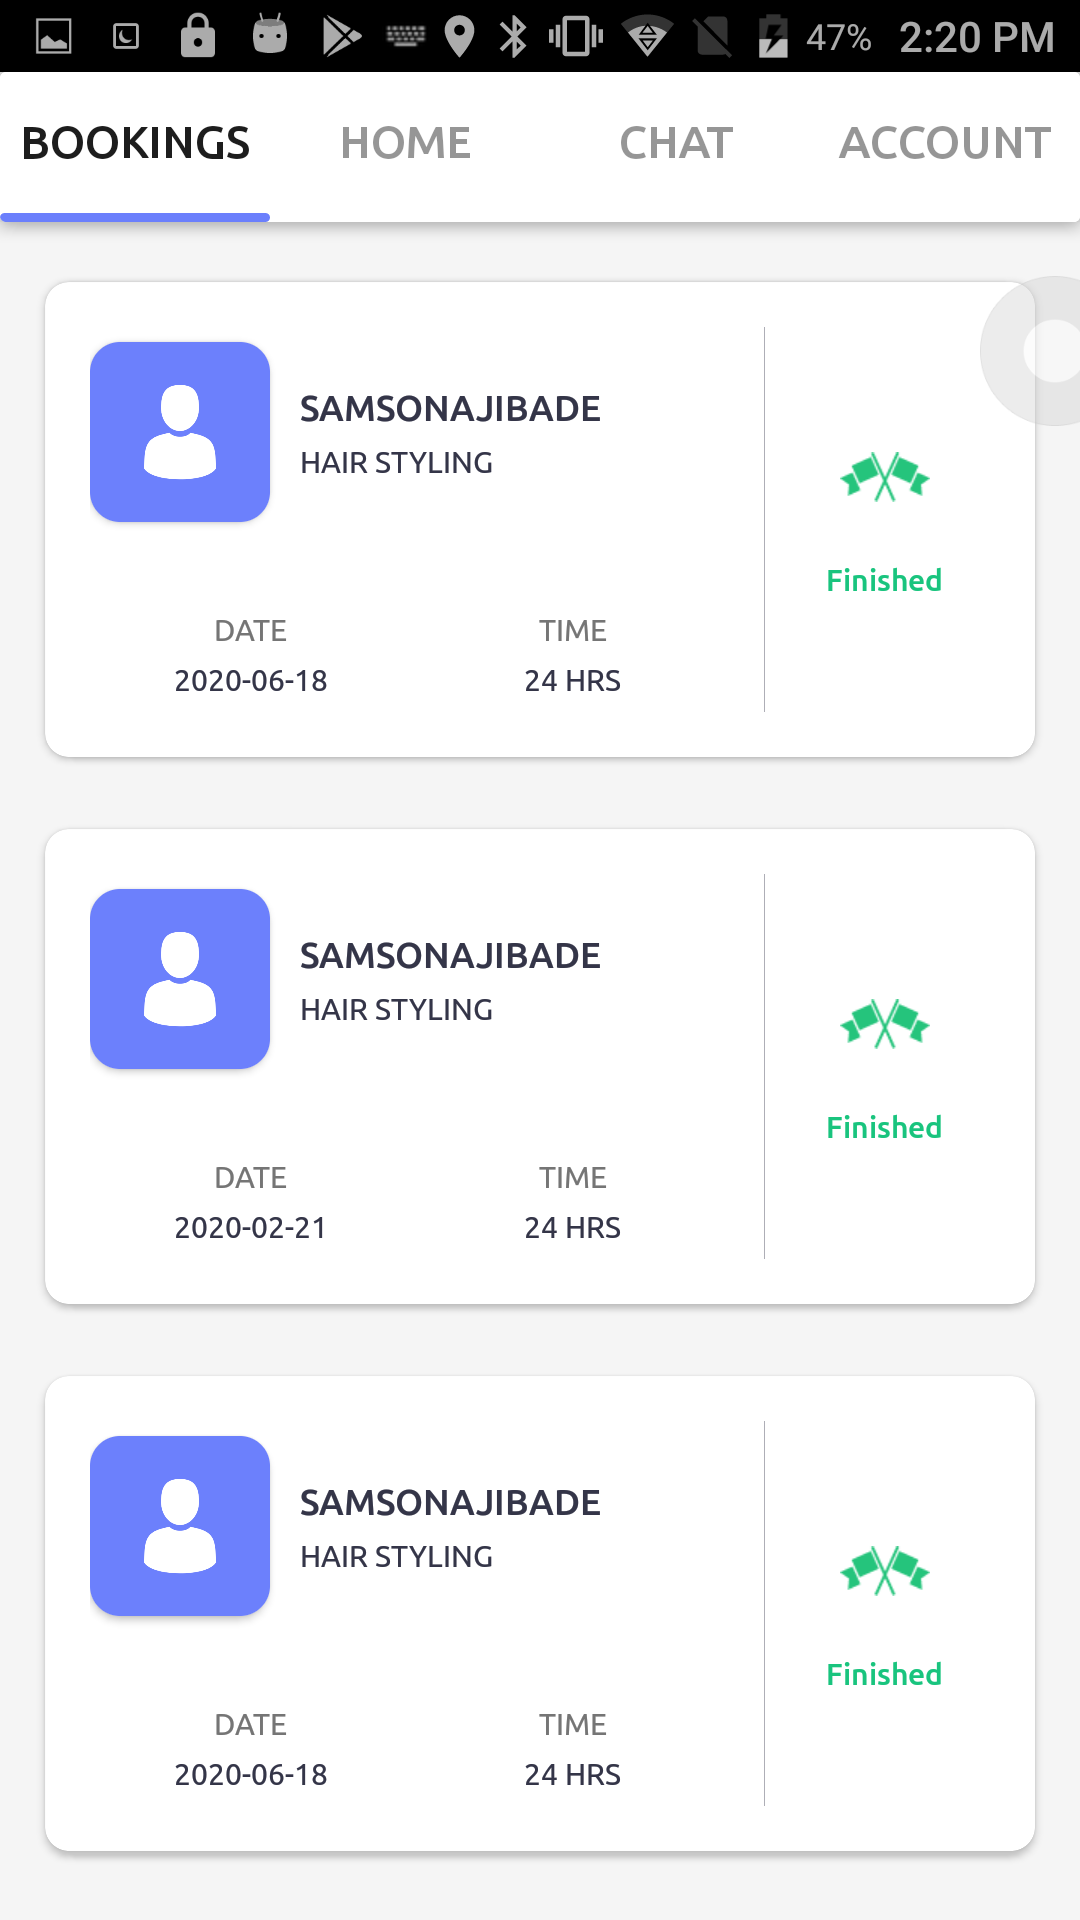 47% 2:20 PM
BOOKINGS HOME CHAT ACCOUNT
SAMSONAJIBADE
HAIR STYLING
Finished
DATE TIME
2020-06-18 24 HRS
SAMSONAJIBADE
HAIR STYLING
Finished
DATE TIME
2020-02-21 24 HRS
SAMSONAJIBADE
HAIR STYLING
Finished
DATE TIME
2020-06-18 24 HRS